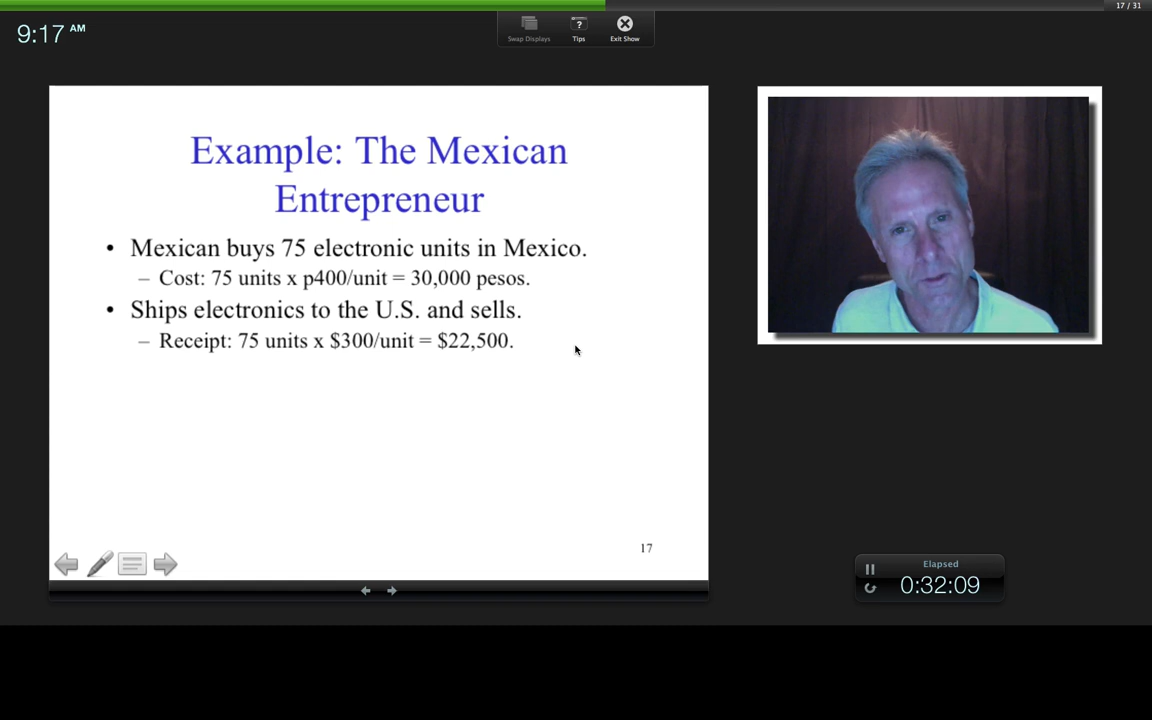 17 / 31
9:17 AM
Swap Displays
Tips
Exit Show
Example: The Mexican
Entrepreneur
• Mexican buys 75 electronic units in Mexico.
– Cost: 75 units x p400/unit = 30,000 pesos.
• Ships electronics to the U.S. and sells.
– Receipt: 75 units x $300/unit = $22,500.
17
Elapsed
0:32:09